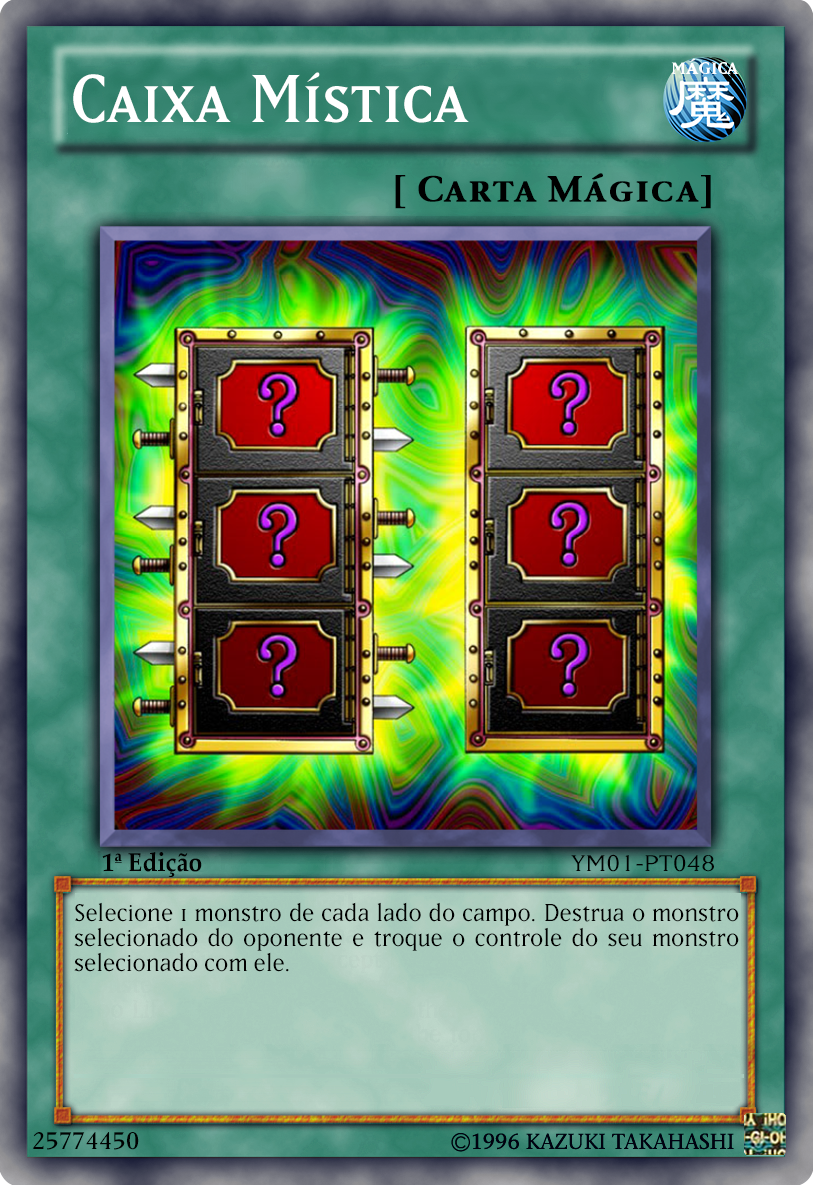 Caixa Mística
MÁGICA
魔
[ Carta Mágica]
?
?
?
?
?
?
1ª Edição
YM01-PT048
Selecione 1 monstro de cada lado do campo. Destrua o monstro
selecionado do oponente e troque o controle do seu monstro
selecionado com ele.
25774450
©1996 KAZUKI TAKAHASHI